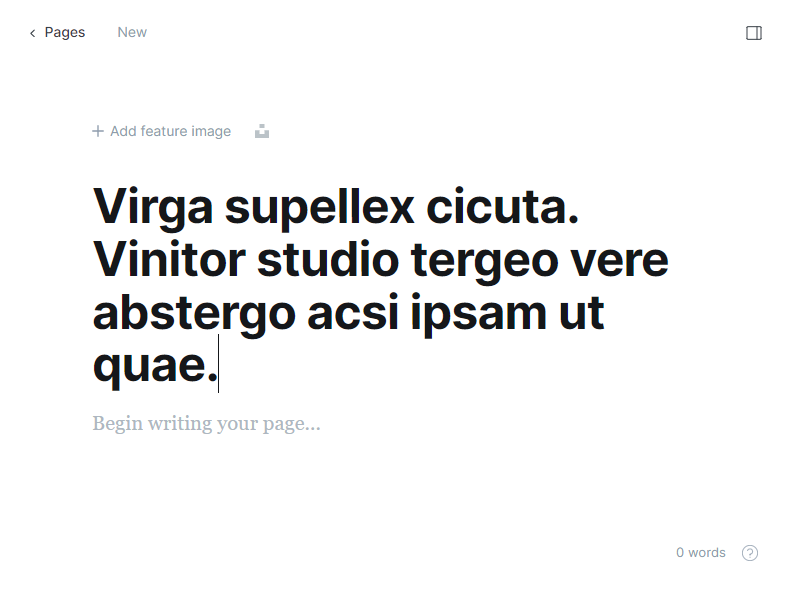 Pages
New
Add feature image
Virga supellex cicuta.
Vinitor studio tergeo vere
abstergo acsi ipsam ut
quae.
Begin writing your page...
0 words
?